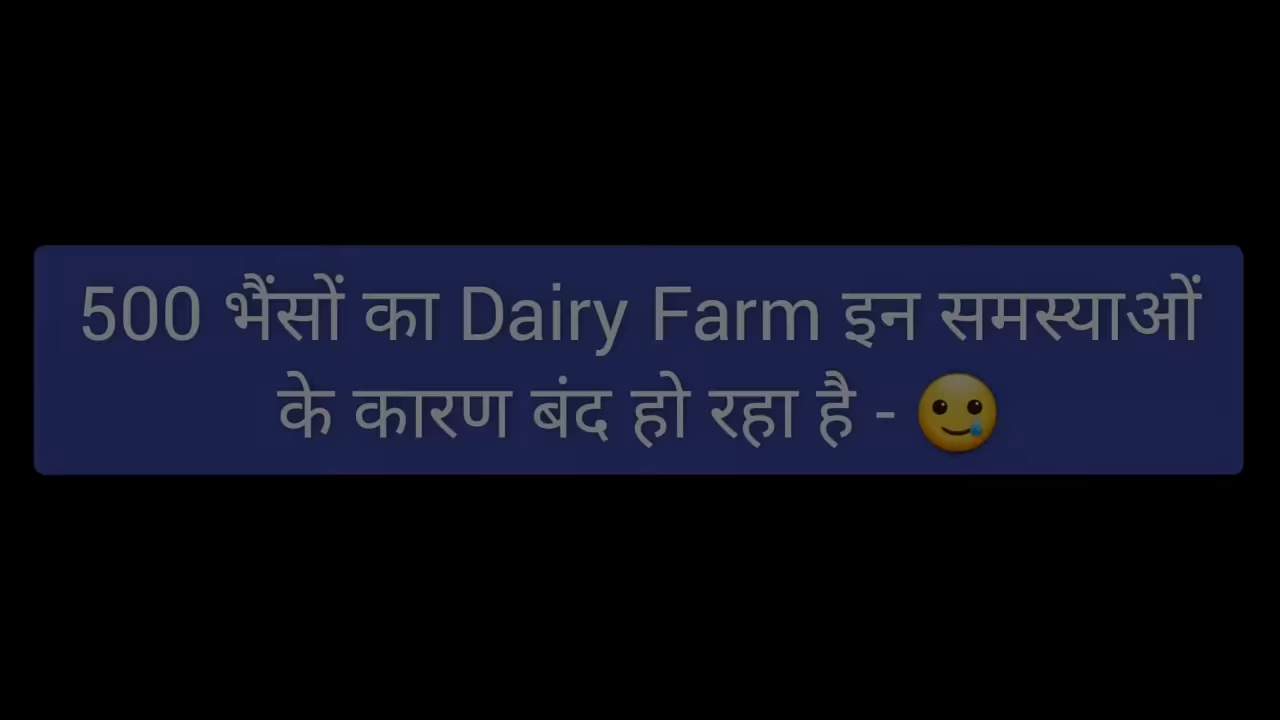 500 भैंसों का Dairy Farm इन समस्याओं
के कारण बंद हो रहा है - 🥲